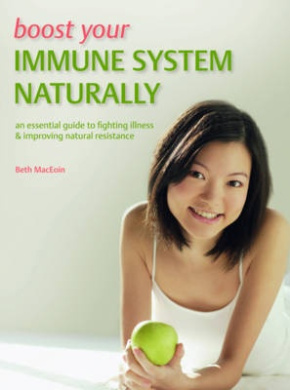 boost your
IMMUNE SYSTEM
NATURALLY
an essential guide to fighting illness
& improving natural resistance
Beth MacEoin